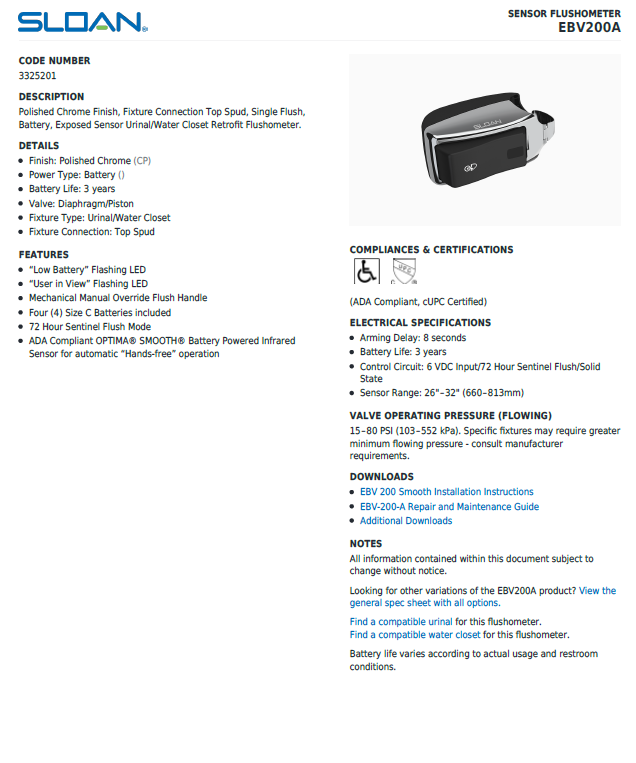 SLOAN®
SENSOR FLUSHOMETER
EBV200A
CODE NUMBER
3325201
DESCRIPTION
Polished Chrome Finish, Fixture Connection Top Spud, Single Flush,
Battery, Exposed Sensor Urinal/Water Closet Retrofit Flushometer.
DETAILS
• Finish: Polished Chrome (CP)
• Power Type: Battery ()
• Battery Life: 3 years
• Valve: Diaphragm/Piston
• Fixture Type: Urinal/Water Closet
• Fixture Connection: Top Spud
FEATURES
• “Low Battery” Flashing LED
• “User in View” Flashing LED
• Mechanical Manual Override Flush Handle
• Four (4) Size C Batteries included
• 72 Hour Sentinel Flush Mode
• ADA Compliant OPTIMA® SMOOTH® Battery Powered Infrared
Sensor for automatic “Hands-free” operation
SLOAN
COMPLIANCES & CERTIFICATIONS
UPC
(ADA Compliant, cUPC Certified)
ELECTRICAL SPECIFICATIONS
• Arming Delay: 8 seconds
• Battery Life: 3 years
• Control Circuit: 6 VDC Input/72 Hour Sentinel Flush/Solid
State
• Sensor Range: 26"–32" (660–813mm)
VALVE OPERATING PRESSURE (FLOWING)
15–80 PSI (103–552 kPa). Specific fixtures may require greater
minimum flowing pressure - consult manufacturer
requirements.
DOWNLOADS
• EBV 200 Smooth Installation Instructions
• EBV-200-A Repair and Maintenance Guide
• Additional Downloads
NOTES
All information contained within this document subject to
change without notice.
Looking for other variations of the EBV200A product? View the
general spec sheet with all options.
Find a compatible urinal for this flushometer.
Find a compatible water closet for this flushometer.
Battery life varies according to actual usage and restroom
conditions.